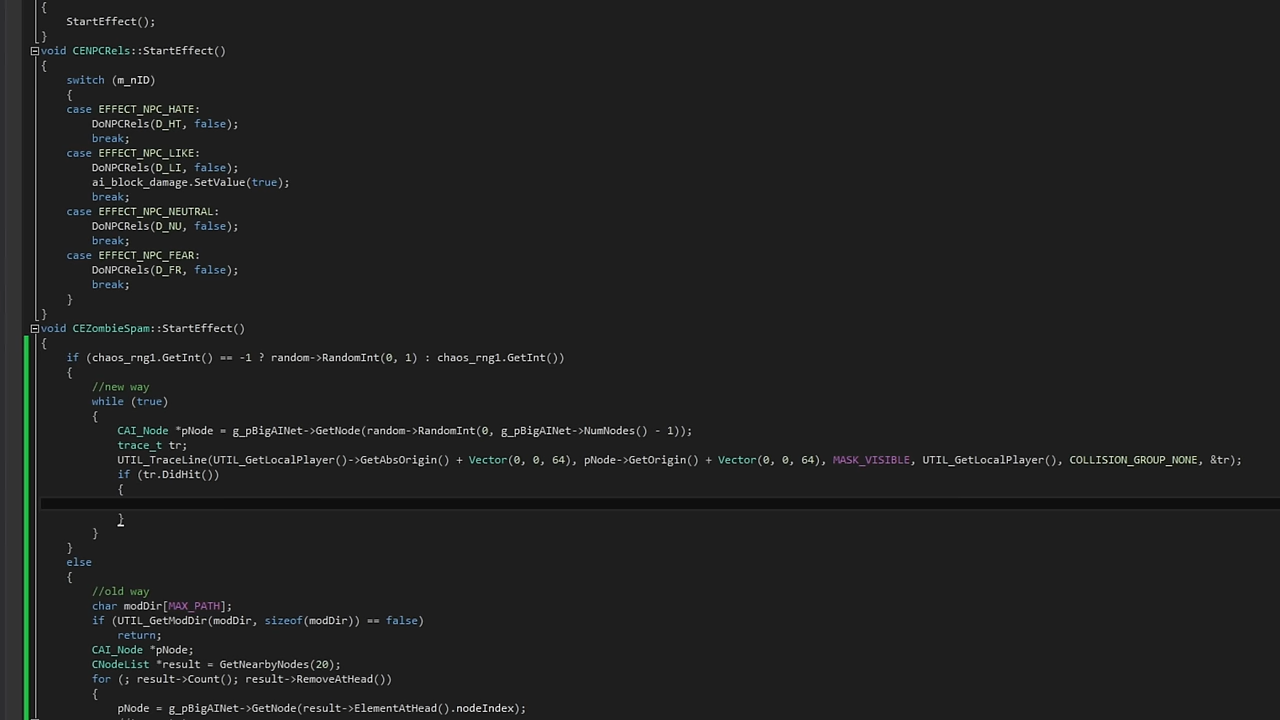 {
    StartEffect();
}
void CENPCRels::StartEffect()
{
    switch (m_nID)
    {
    case EFFECT_NPC_HATE:
        DoNPCRels(D_HT, false);
        break;
    case EFFECT_NPC_LIKE:
        DoNPCRels(D_LI, false);
        ai_block_damage.SetValue(true);
        break;
    case EFFECT_NPC_NEUTRAL:
        DoNPCRels(D_NU, false);
        break;
    case EFFECT_NPC_FEAR:
        DoNPCRels(D_FR, false);
        break;
    }
}
void CEZombieSpam::StartEffect()
{
    if (chaos_rng1.GetInt() == -1 ? random->RandomInt(0, 1) : chaos_rng1.GetInt())
    {
        //new way
        while (true)
        {
            CAI_Node *pNode = g_pBigAINet->GetNode(random->RandomInt(0, g_pBigAINet->NumNodes() - 1));
            trace_t tr;
            UTIL_TraceLine(UTIL_GetLocalPlayer()->GetAbsOrigin() + Vector(0, 0, 64), pNode->GetOrigin() + Vector(0, 0, 64), MASK_VISIBLE, UTIL_GetLocalPlayer(), COLLISION_GROUP_NONE, &tr);
            if (tr.DidHit())
            {
            }
        }
    }
    else
    {
        //old way
        char modDir[MAX_PATH];
        if (UTIL_GetModDir(modDir, sizeof(modDir)) == false)
            return;
        CAI_Node *pNode;
        CNodeList *result = GetNearbyNodes(20);
        for (; result->Count(); result->RemoveAtHead())
        {
            pNode = g_pBigAINet->GetNode(result->ElementAtHead().nodeIndex);